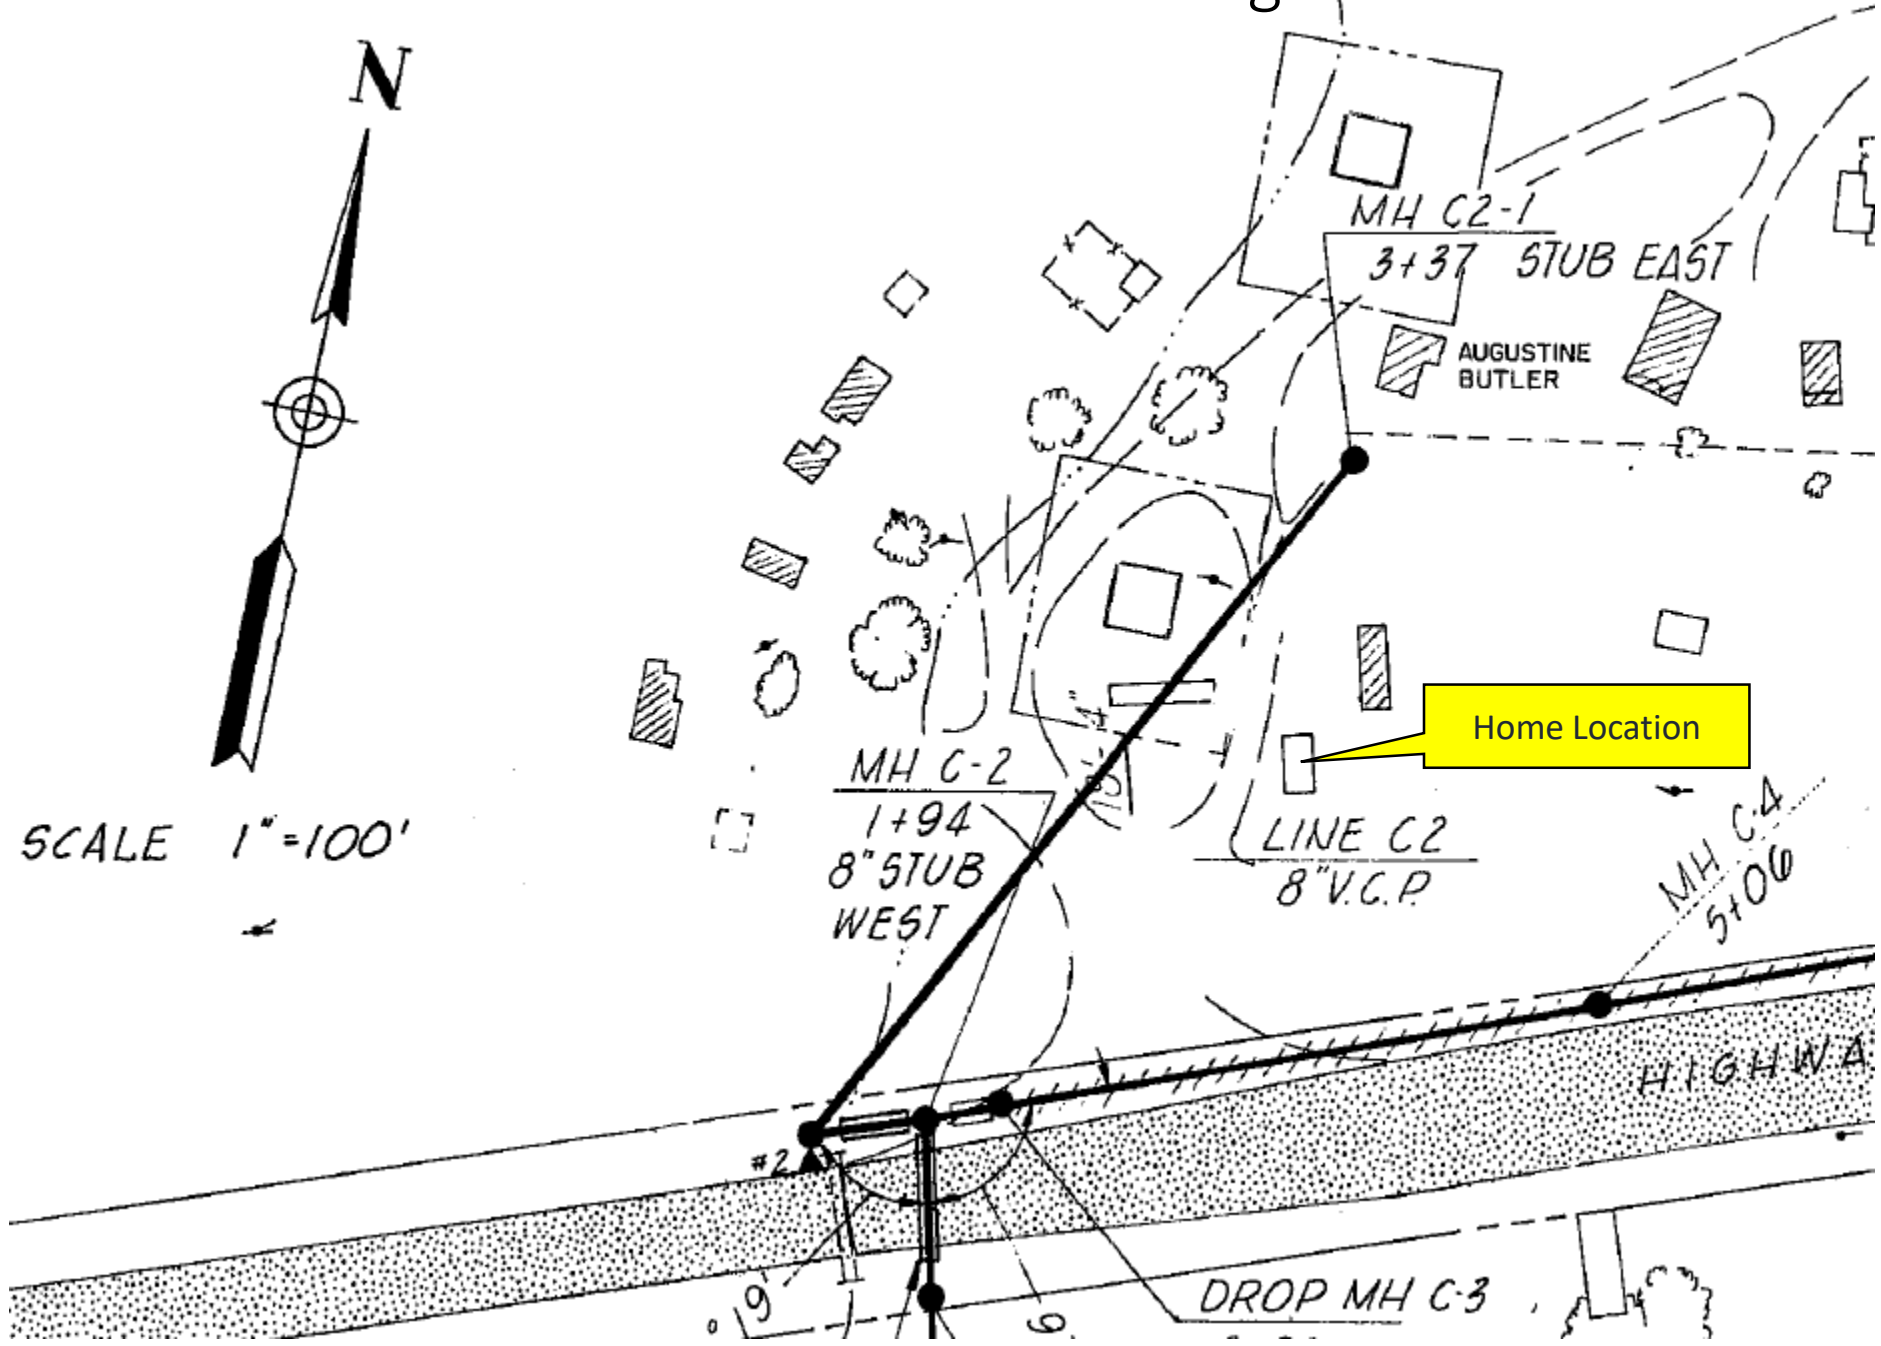 N
MH C2-1
3+37 STUB EAST
AUGUSTINE
BUTLER
Home Location
MH C-2
1+94
8" STUB
WEST
SCALE 1"=100'
LINE C2
8" V.C.P.
MH C-4
5+06
HIGHWA
#2
DROP MH C-3